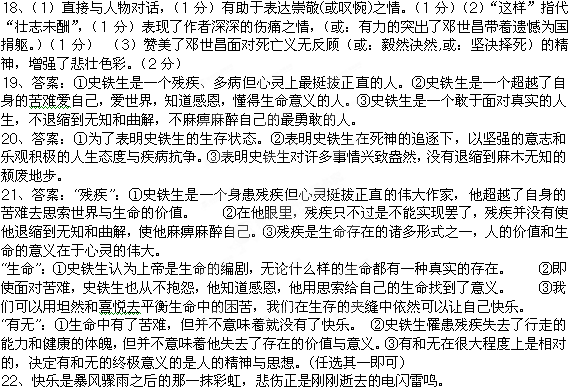 18、（1）直接与人物对话，（1分）有助于表达崇敬(或叹惋)之情。（1分）（2）“这样”指代
“壮志未酬”，（1分）表现了作者深深的伤痛之情，（或：有力的突出了邓世昌带着遗憾为国
捐躯。）（1分）　（3）赞美了邓世昌面对死亡义无反顾（或：毅然决然,或：坚决择死）的精
神，增强了悲壮色彩。（2分）
19、答案：①史铁生是一个残疾、多病但心灵上最挺拔正直的人。②史铁生是一个超越了自
身的苦难爱自己，爱世界，知道感恩，懂得生命意义的人。③史铁生是一个敢于面对真实的人
生，不退缩到无知和曲解，不麻痹麻醉自己的最勇敢的人。
20、答案：①为了表明史铁生的生存状态。②表明史铁生在死神的追逐下，以坚强的意志和
乐观积极的人生态度与疾病抗争。③表明史铁生对许多事情兴致盎然，没有退缩到麻木无知的
颓废地步。
21、答案：“残疾”：①史铁生是一个身患残疾但心灵挺拔正直的伟大作家，他超越了自身的
苦难去思索世界与生命的价值。　　②在他眼里，残疾只不过是不能实现罢了，残疾并没有使
他退缩到无知和曲解，使他麻痹麻醉自己。③残疾是生命存在的诸多形式之一，人的价值和生
命的意义在于心灵的伟大。
“生命”：①史铁生认为上帝是生命的编剧，无论什么样的生命都有一种真实的存在。　　②即
使面对苦难，史铁生也从不抱怨，他知道感恩，他用思索给自己的生命找到了意义。　　③我
们可以用坦然和喜悦去平衡生命中的困苦，我们在生存的夹缝中依然可以让自己快乐。
“有无”：①生命中有了苦难，但并不意味着就没有了快乐。　②史铁生罹患残疾失去了行走的
能力和健康的体魄，但并不意味着他失去了存在的价值与意义。③有和无在很大程度上是相对
的，决定有和无的终极意义的是人的精神与思想。（任选其一即可）
22、快乐是暴风骤雨之后的那一抹彩虹，悲伤正是刚刚逝去的电闪雷鸣。